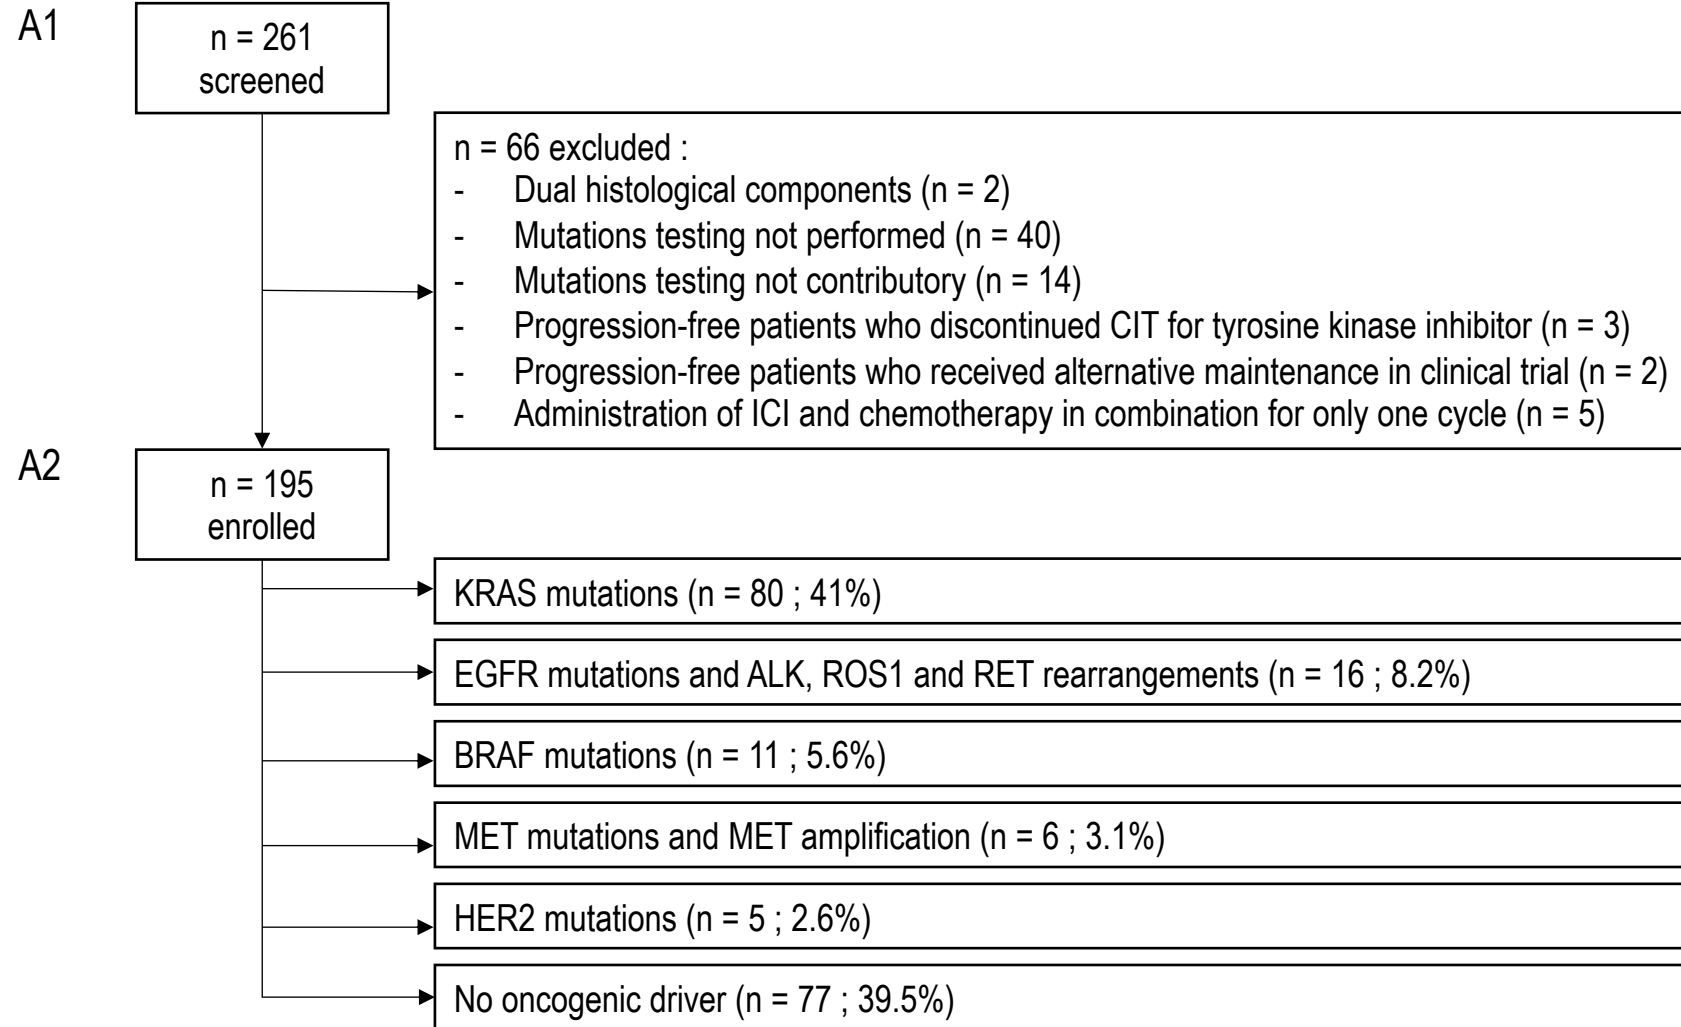 A1
n = 261
screened
n = 66 excluded :
- Dual histological components (n = 2)
- Mutations testing not performed (n = 40)
- Mutations testing not contributory (n = 14)
- Progression-free patients who discontinued CIT for tyrosine kinase inhibitor (n = 3)
- Progression-free patients who received alternative maintenance in clinical trial (n = 2)
- Administration of ICI and chemotherapy in combination for only one cycle (n = 5)
A2
n = 195
enrolled
KRAS mutations (n = 80 ; 41%)
EGFR mutations and ALK, ROS1 and RET rearrangements (n = 16 ; 8.2%)
BRAF mutations (n = 11 ; 5.6%)
MET mutations and MET amplification (n = 6 ; 3.1%)
HER2 mutations (n = 5 ; 2.6%)
No oncogenic driver (n = 77 ; 39.5%)